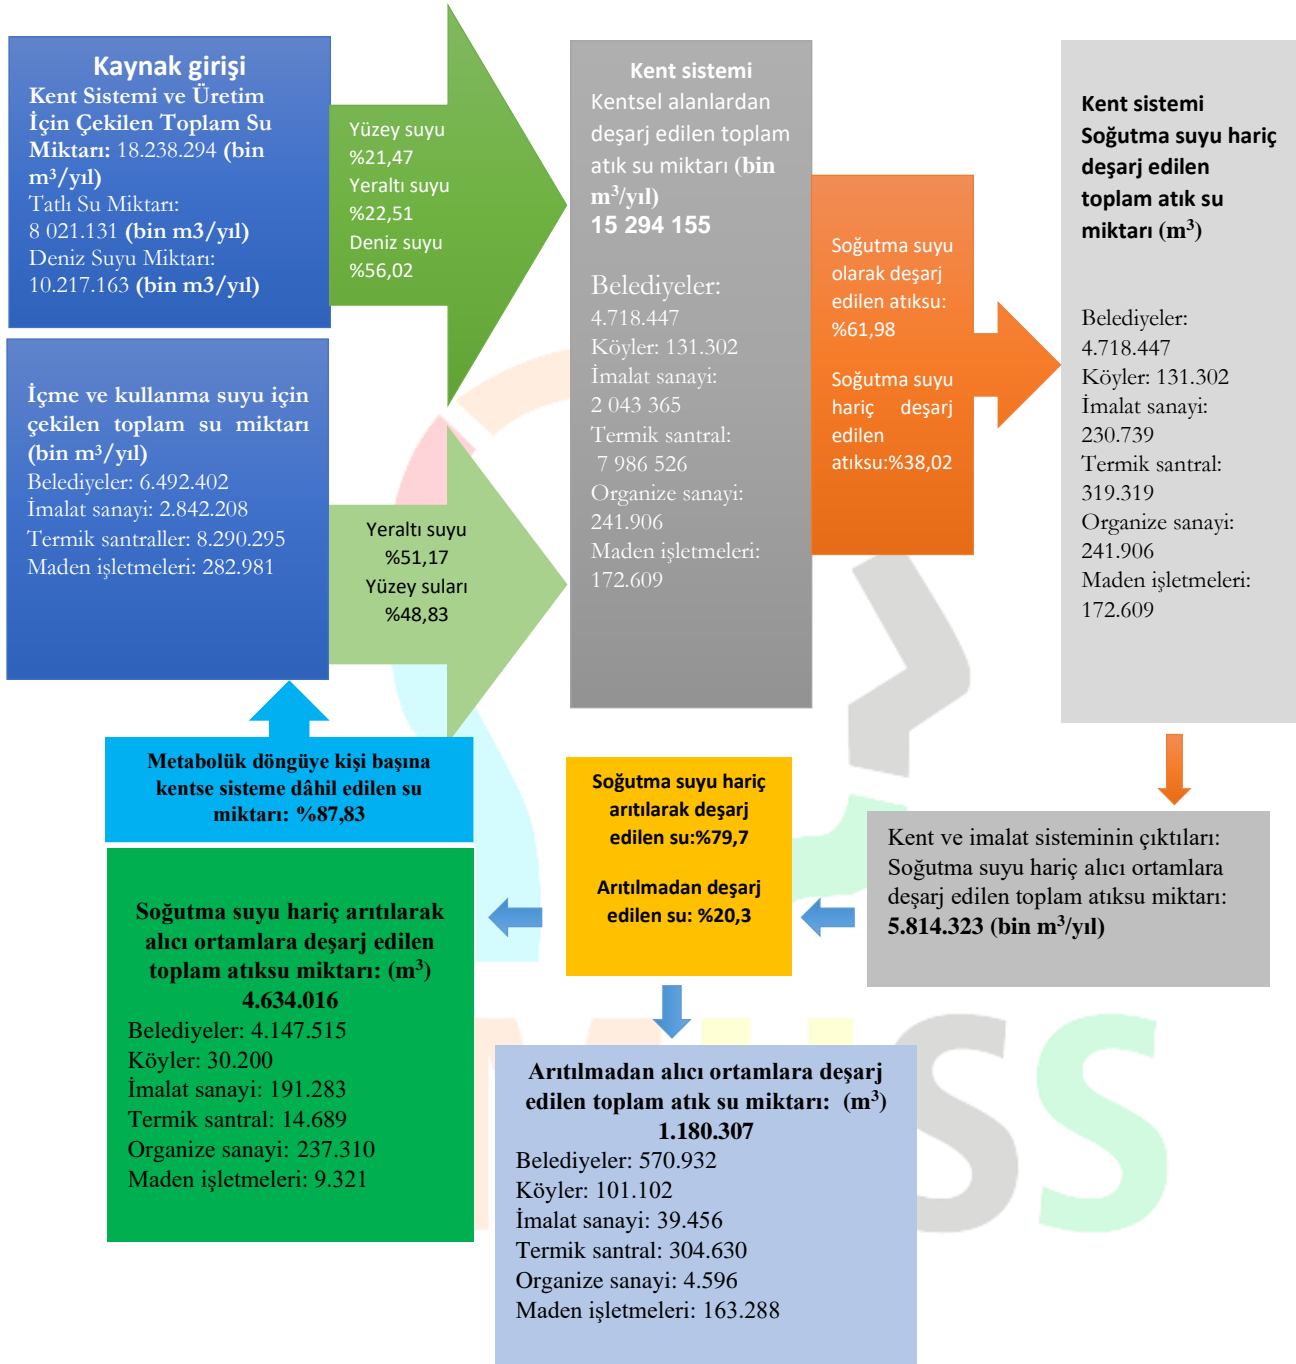 Kaynak girişi
Kent Sistemi ve Üretim
İçin Çekilen Toplam Su
Miktarı: 18.238.294 (bin
m³/yıl)
Tatlı Su Miktarı:
8 021.131 (bin m3/yıl)
Deniz Suyu Miktarı:
10.217.163 (bin m3/yıl)
Yüzey suyu
%21,47
Yeraltı suyu
%22,51
Deniz suyu
%56,02
İçme ve kullanma suyu için
çekilen toplam su miktarı
(bin m³/yıl)
Belediyeler: 6.492.402
İmalat sanayi: 2.842.208
Termik santraller: 8.290.295
Maden işletmeleri: 282.981
Yeraltı suyu
%51,17
Yüzey suları
%48,83
Kent sistemi
Kentsel alanlardan
deşarj edilen toplam
atık su miktarı (bin
m³/yıl)
15 294 155
Belediyeler:
4.718.447
Köyler: 131.302
İmalat sanayi:
2 043 365
Termik santral:
7 986 526
Organize sanayi:
241.906
Maden işletmeleri:
172.609
Soğutma suyu
olarak deşarj
edilen atıksu:
%61,98
Soğutma suyu
hariç deşarj
edilen
atıksu:%38,02
Kent sistemi
Soğutma suyu hariç
deşarj edilen
toplam atık su
miktarı (m³)
Belediyeler:
4.718.447
Köyler: 131.302
İmalat sanayi:
230.739
Termik santral:
319.319
Organize sanayi:
241.906
Maden işletmeleri:
172.609
Kent ve imalat sisteminin çıktıları:
Soğutma suyu hariç alıcı ortamlara
deşarj edilen toplam atıksu miktarı:
5.814.323 (bin m³/yıl)
Soğutma suyu hariç
arıtılarak deşarj
edilen su:%79,7
Arıtılmadan deşarj
edilen su: %20,3
Metabolük döngüye kişi başına
kentse sisteme dâhil edilen su
miktarı: %87,83
Soğutma suyu hariç arıtılarak
alıcı ortamlara deşarj edilen
toplam atıksu miktarı: (m³)
4.634.016
Belediyeler: 4.147.515
Köyler: 30.200
İmalat sanayi: 191.283
Termik santral: 14.689
Organize sanayi: 237.310
Maden işletmeleri: 9.321
Arıtılmadan alıcı ortamlara deşarj
edilen toplam atık su miktarı: (m³)
1.180.307
Belediyeler: 570.932
Köyler: 101.102
İmalat sanayi: 39.456
Termik santral: 304.630
Organize sanayi: 4.596
Maden işletmeleri: 163.288